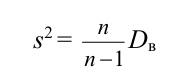 s² = n/(n−1) Dв